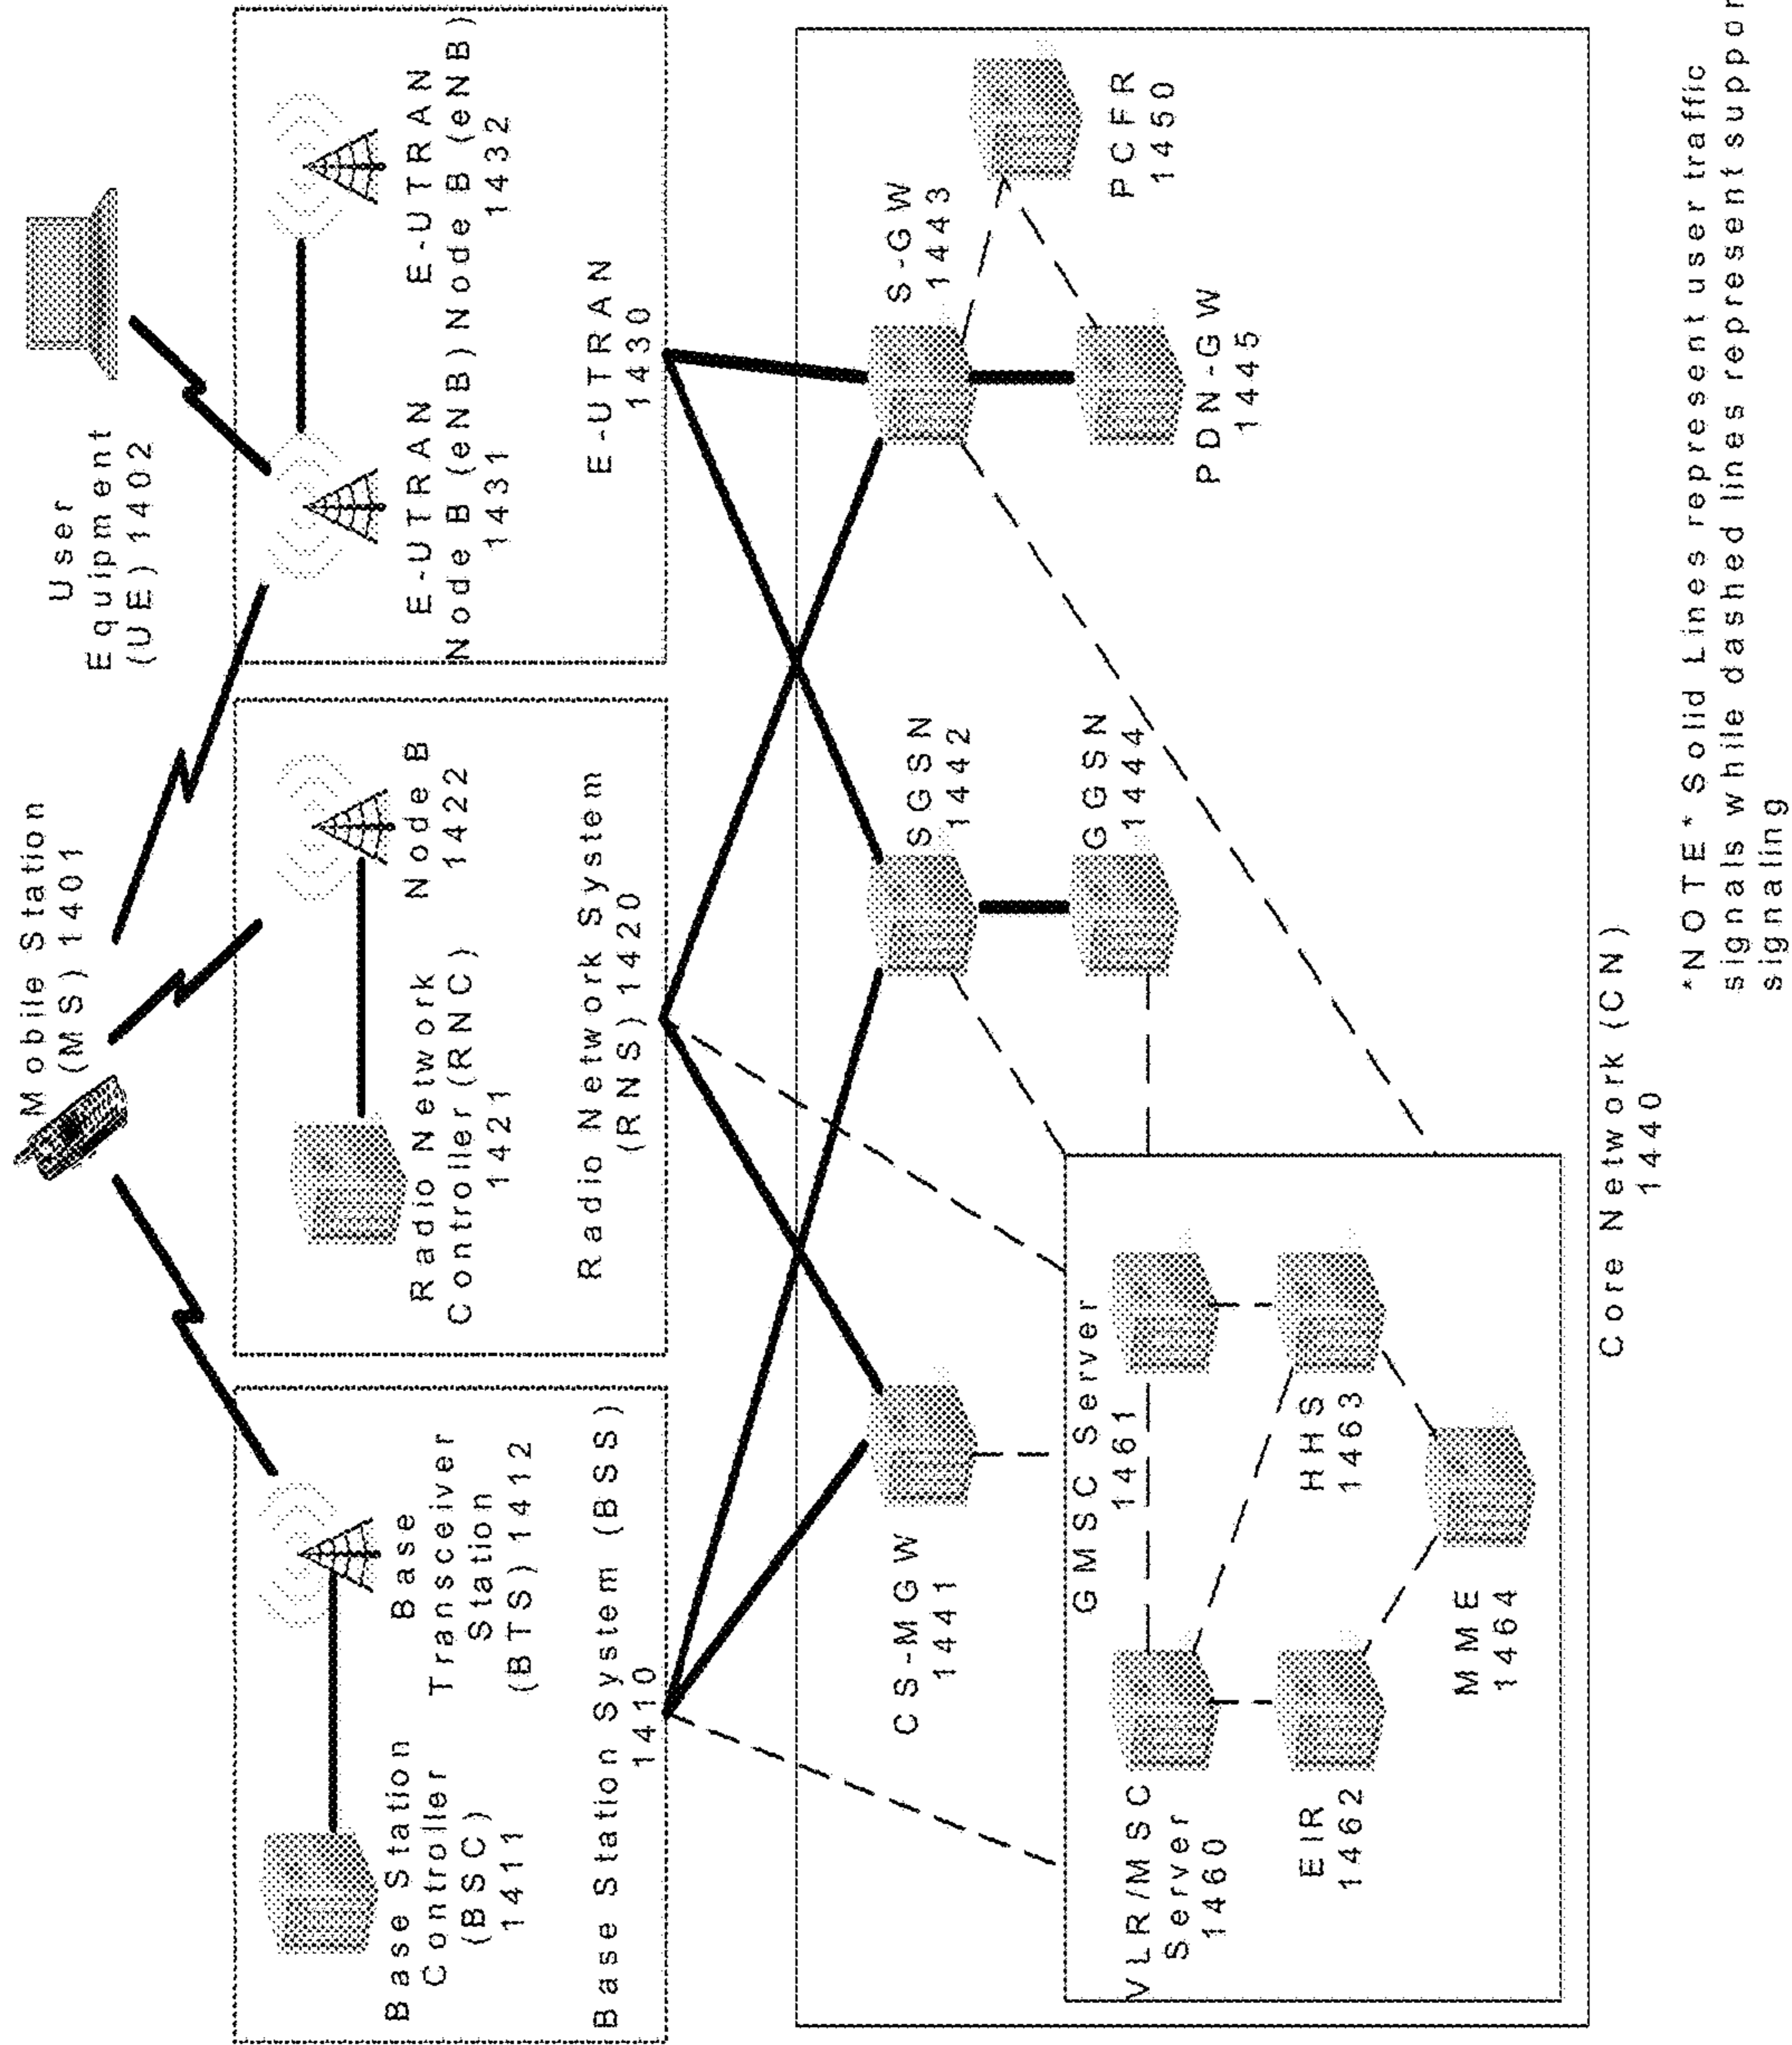 Mobile Station
(MS) 1401
User
Equipment
(UE) 1402
Base Station
Controller
(BSC)
1411
Base
Transceiver
Station
(BTS) 1412
Base Station System (BSS)
1410
Radio Network
Controller (RNC)
1421
Node B
1422
Radio Network System
(RNS) 1420
E-UTRAN
Node B (eNB)
1431
E-UTRAN
Node B (eNB)
1432
E-UTRAN
1430
CS-MGW
1441
SGSN
1442
S-GW
1443
GGSN
1444
PDN-GW
1445
PCFR
1450
GMSC Server
1461
VLR/MSC
Server
1460
EIR
1462
HHS
1463
MME
1464
Core Network (CN)
1440
*NOTE* Solid Lines represent user traffic
signals while dashed lines represent suppor
signaling